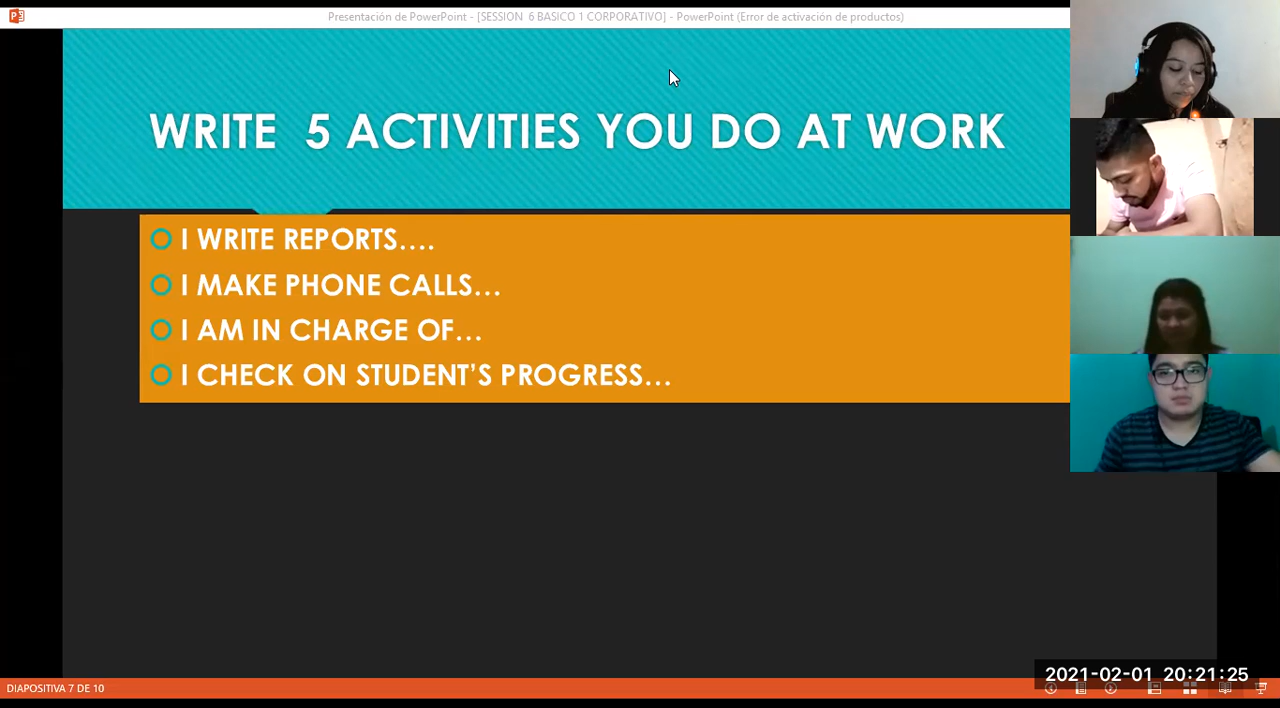 Presentación de PowerPoint - [SESSION  6 BASICO 1 CORPORATIVO] - PowerPoint (Error de activación de productos)
WRITE  5 ACTIVITIES YOU DO AT WORK
I WRITE REPORTS....
I MAKE PHONE CALLS...
I AM IN CHARGE OF...
I CHECK ON STUDENT’S PROGRESS...
2021-02-01 20:21:25
DIAPOSITIVA 7 DE 10